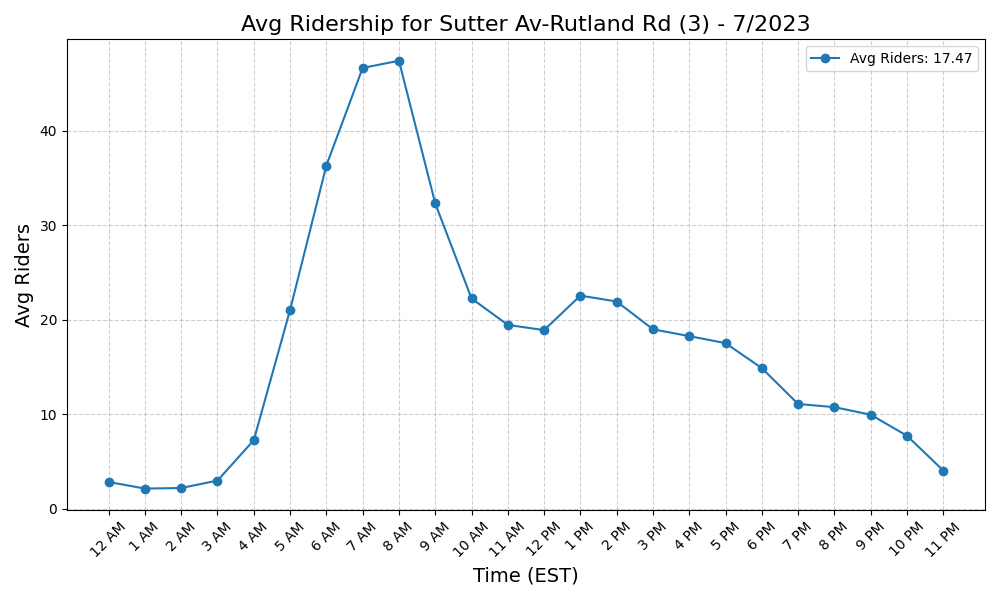 Avg Ridership for Sutter Av-Rutland Rd (3) - 7/2023
Avg Riders: 17.47
Avg Riders
40
30
20
10
0
12 AM
1 AM
2 AM
3 AM
4 AM
5 AM
6 AM
7 AM
8 AM
9 AM
10 AM
11 AM
12 PM
1 PM
2 PM
3 PM
4 PM
5 PM
6 PM
7 PM
8 PM
9 PM
10 PM
11 PM
Time (EST)